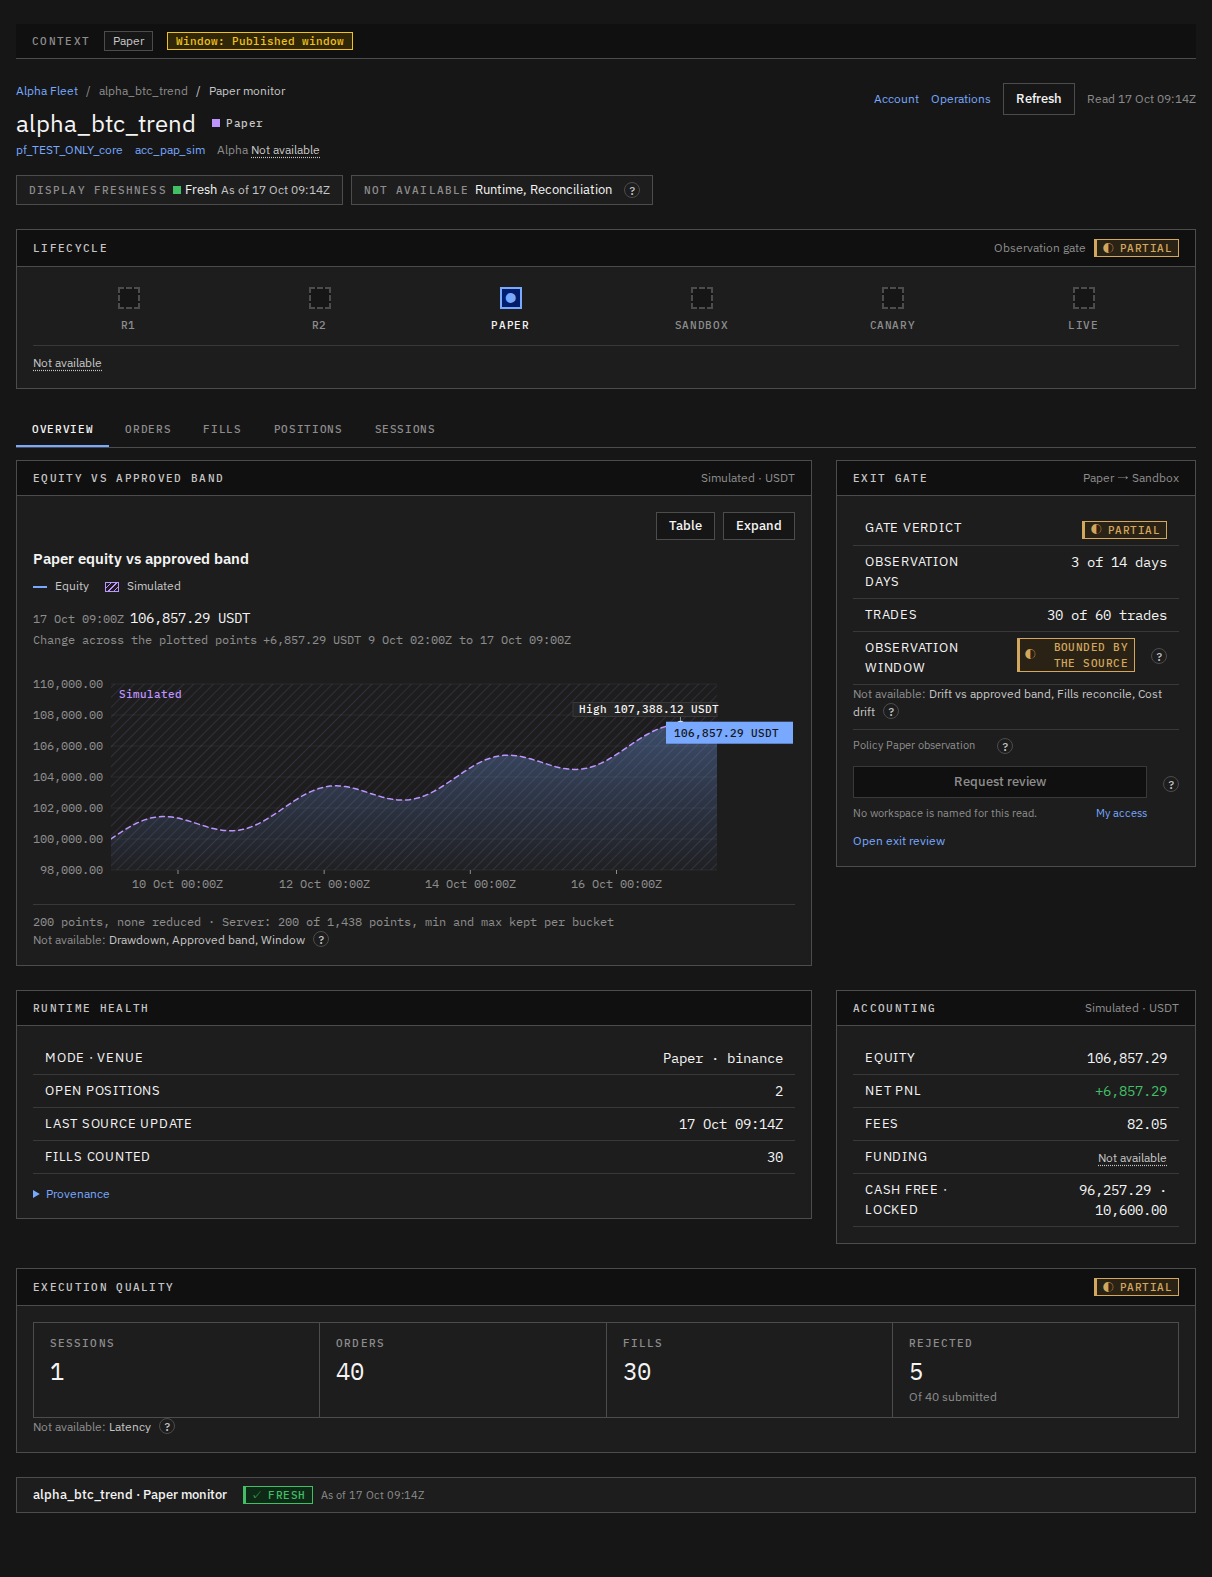 CONTEXT Paper Window: Published window
Alpha Fleet / alpha_btc_trend / Paper monitor
Account Operations Refresh Read 17 Oct 09:14Z
alpha_btc_trend Paper
pf_TEST_ONLY_core acc_pap_sim Alpha Not available
DISPLAY FRESHNESS Fresh As of 17 Oct 09:14Z
NOT AVAILABLE Runtime, Reconciliation ?
LIFECYCLE
Observation gate PARTIAL
R1 R2 PAPER SANDBOX CANARY LIVE
Not available
OVERVIEW ORDERS FILLS POSITIONS SESSIONS
EQUITY VS APPROVED BAND Simulated · USDT
Table Expand
Paper equity vs approved band
Equity Simulated
17 Oct 09:00Z 106,857.29 USDT
Change across the plotted points +6,857.29 USDT 9 Oct 02:00Z to 17 Oct 09:00Z
110,000.00
Simulated
High 107,388.12 USDT
108,000.00
106,857.29 USDT
106,000.00
104,000.00
102,000.00
100,000.00
98,000.00
10 Oct 00:00Z 12 Oct 00:00Z 14 Oct 00:00Z 16 Oct 00:00Z
200 points, none reduced · Server: 200 of 1,438 points, min and max kept per bucket
Not available: Drawdown, Approved band, Window ?
EXIT GATE Paper → Sandbox
GATE VERDICT PARTIAL
OBSERVATION DAYS 3 of 14 days
TRADES 30 of 60 trades
OBSERVATION WINDOW BOUNDED BY THE SOURCE ?
Not available: Drift vs approved band, Fills reconcile, Cost
drift ?
Policy Paper observation ?
Request review ?
No workspace is named for this read. My access
Open exit review
RUNTIME HEALTH
MODE · VENUE Paper · binance
OPEN POSITIONS 2
LAST SOURCE UPDATE 17 Oct 09:14Z
FILLS COUNTED 30
Provenance
ACCOUNTING Simulated · USDT
EQUITY 106,857.29
NET PNL +6,857.29
FEES 82.05
FUNDING Not available
CASH FREE · LOCKED 96,257.29 · 10,600.00
EXECUTION QUALITY PARTIAL
SESSIONS ORDERS FILLS REJECTED
1 40 30 5
Of 40 submitted
Not available: Latency ?
alpha_btc_trend · Paper monitor ✓ FRESH As of 17 Oct 09:14Z